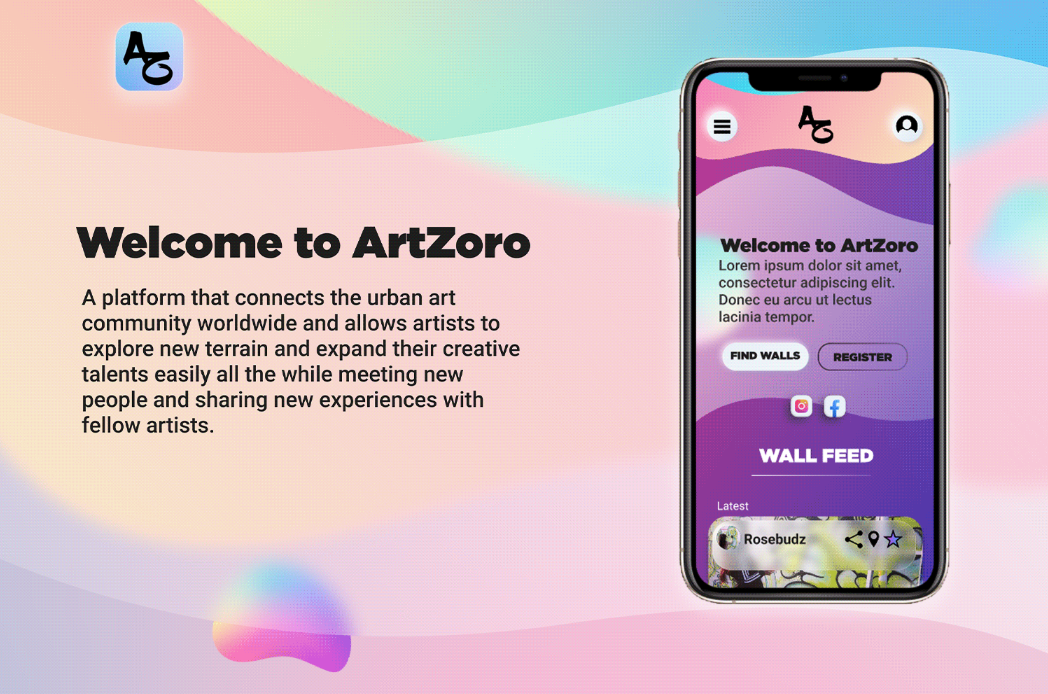 AZ
Welcome to ArtZoro
A platform that connects the urban art
community worldwide and allows artists to
explore new terrain and expand their creative
talents easily all the while meeting new
people and sharing new experiences with
fellow artists.
AZ
Welcome to ArtZoro
Lorem ipsum dolor sit amet,
consectetur adipiscing elit.
Donec eu arcu ut lectus
lacinia tempor.
FIND WALLS REGISTER
WALL FEED
Latest
Rosebudz